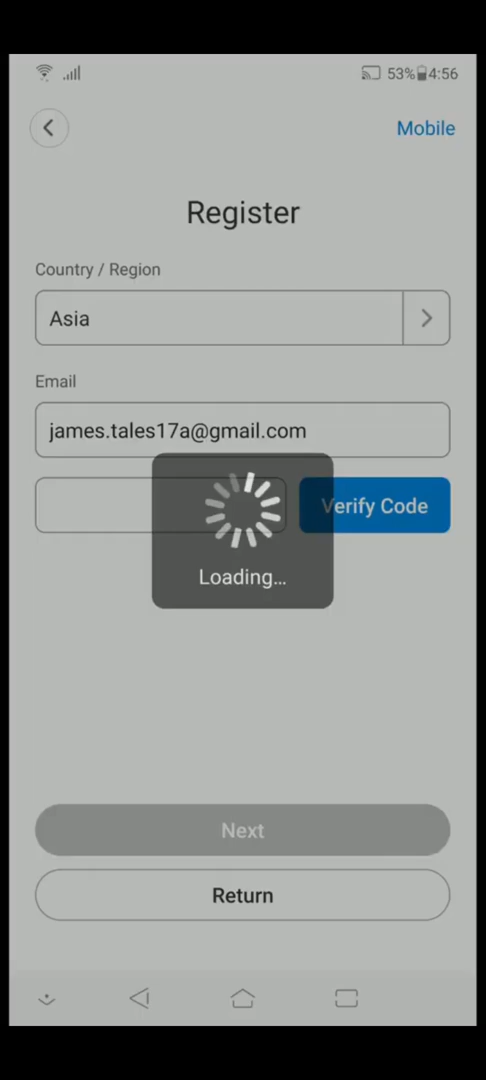 53% 4:56
Mobile
Register
Country / Region
Asia
Email
james.tales17a@gmail.com
Verify Code
Loading...
Next
Return